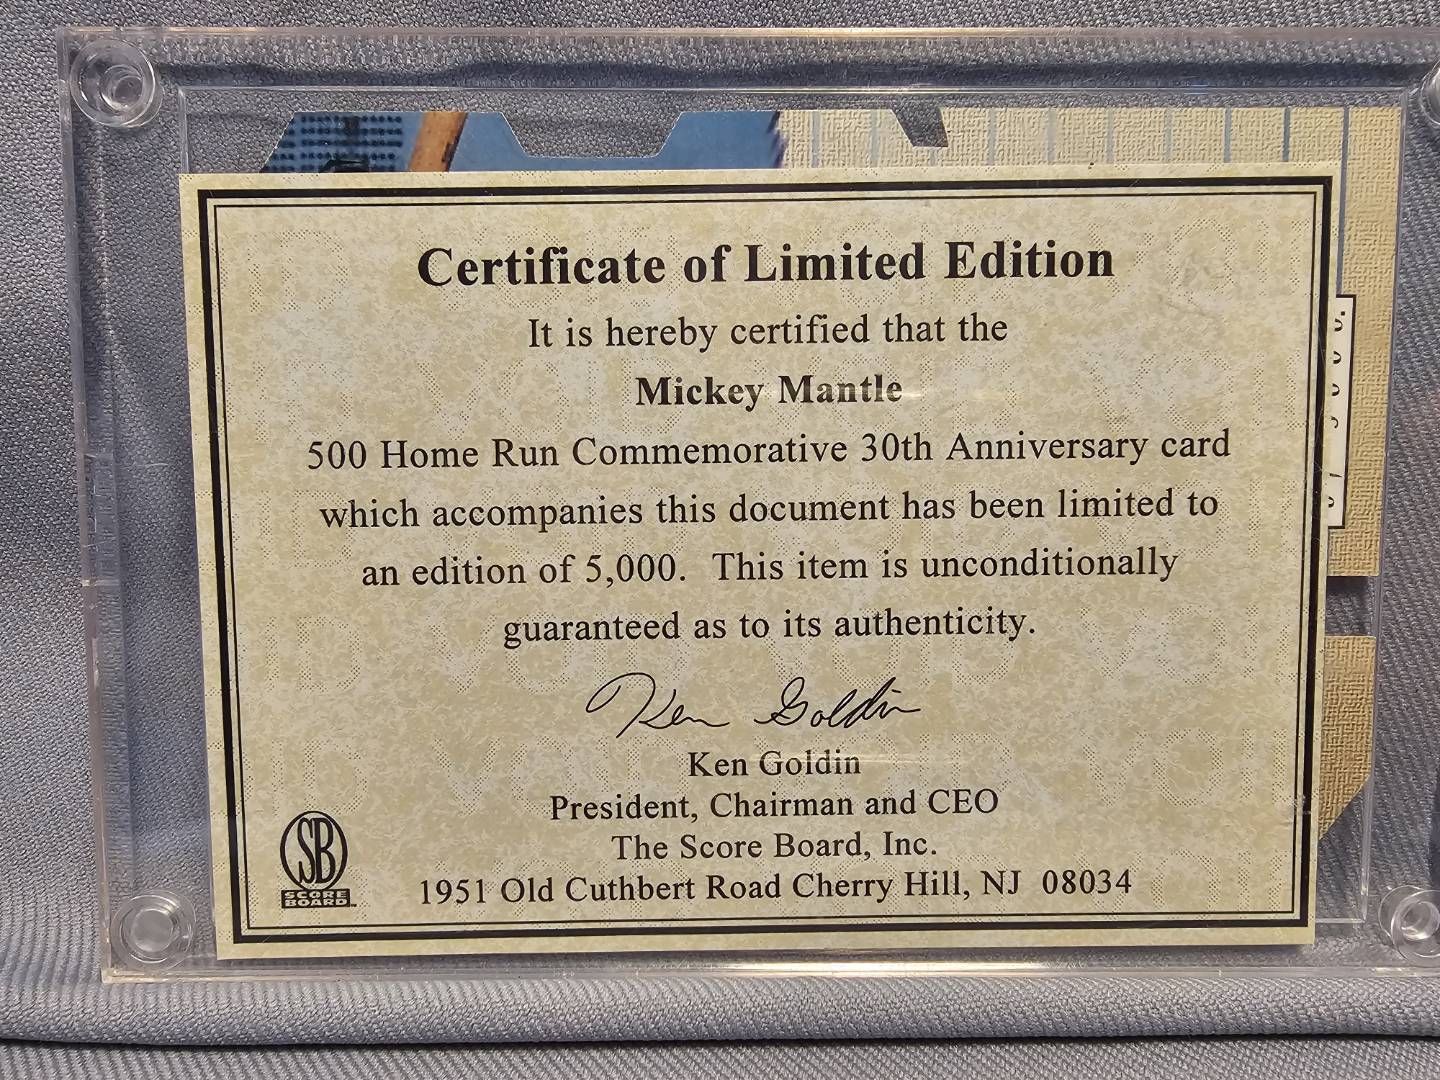 Certificate of Limited Edition
It is hereby certified that the
Mickey Mantle
500 Home Run Commemorative 30th Anniversary card
which accompanies this document has been limited to
an edition of 5,000. This item is unconditionally
guaranteed as to its authenticity.
Ken Goldin
Ken Goldin
President, Chairman and CEO
The Score Board, Inc.
1951 Old Cuthbert Road Cherry Hill, NJ 08034
SB
SCORE
BOARD